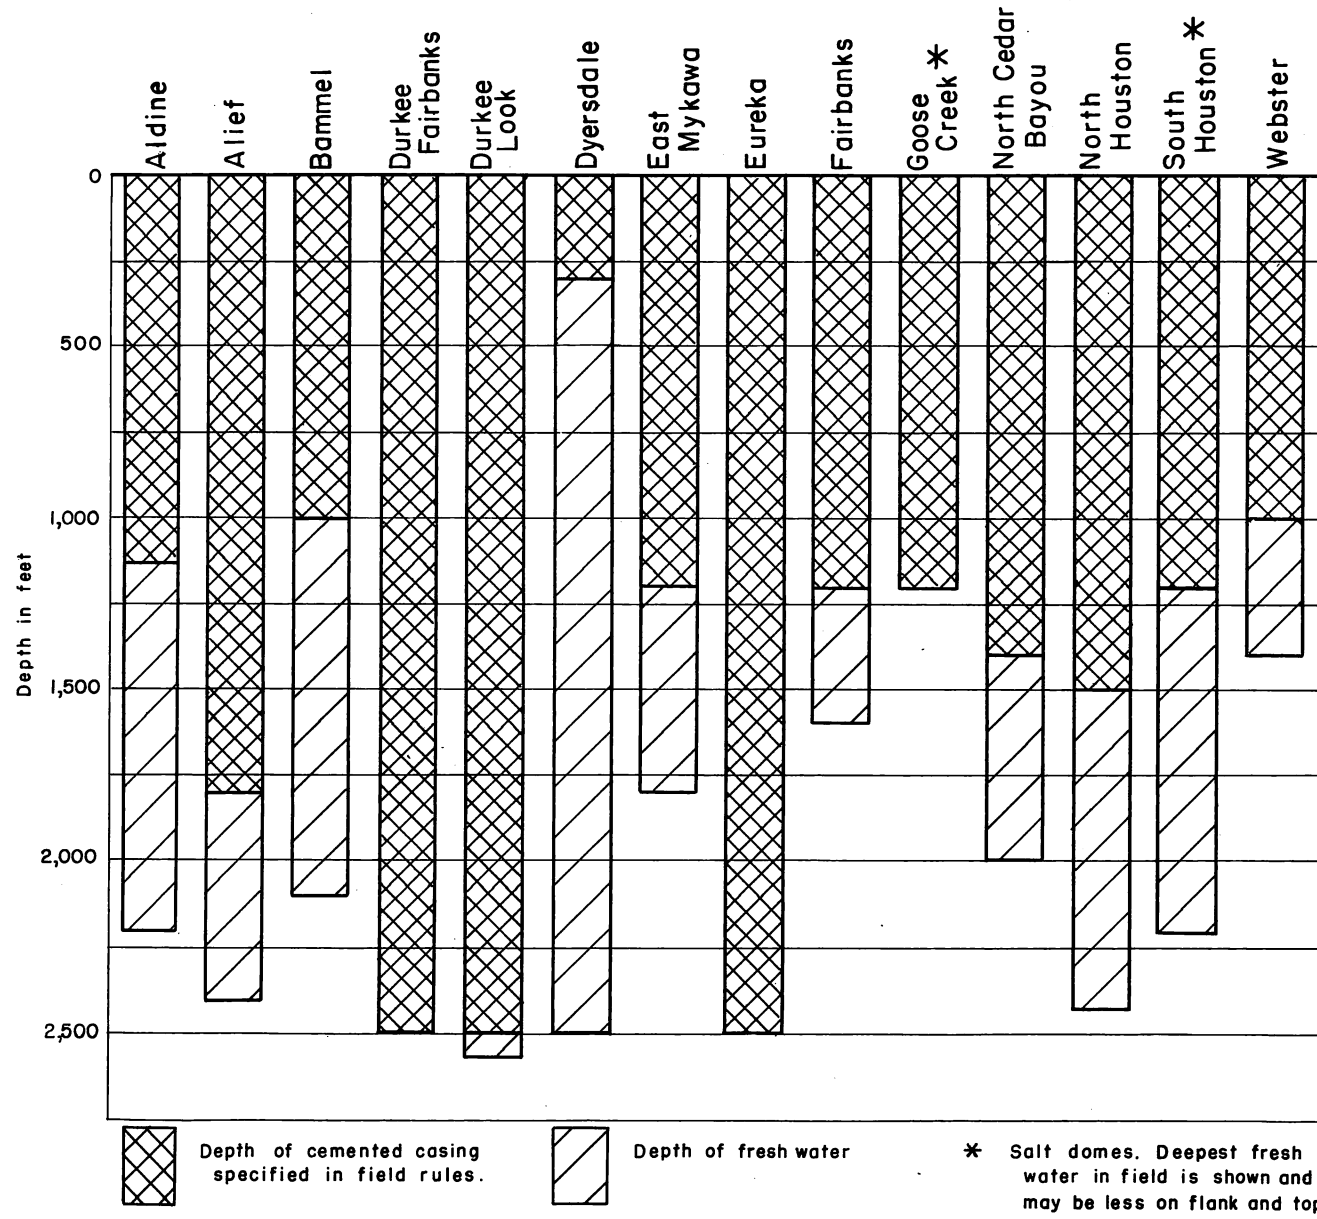 Aldine
Alief
Bammel
Durkee
Fairbanks
Durkee
Look
Dyersdale
East
Mykawa
Eureka
Fairbanks
Goose
Creek *
North Cedar
Bayou
North
Houston
South
Houston *
Webster
Depth in feet
0
500
1,000
1,500
2,000
2,500
Depth of cemented casing
specified in field rules.
Depth of fresh water
* Salt domes. Deepest fresh
water in field is shown and
may be less on flank and top